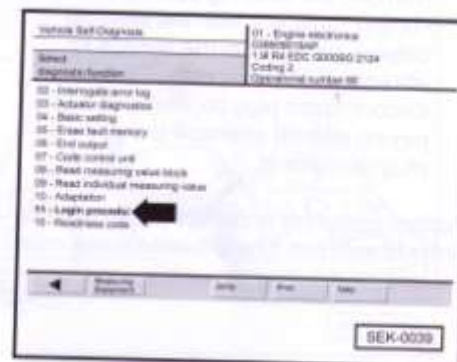 Vehicle Self-Diagnosis
01 - Engine electronics
1.9l R4 EDC
Coding 2
Operational number
Select
diagnosis function
02 - Interrogate error log
03 - Actuator diagnostics
04 - Basic setting
05 - Erase fault memory
06 - End output
07 - Code control unit
08 - Read measuring value block
09 - Read individual measuring value
10 - Adaptation
11 - Login procedure
Readiness code
Jump
Print
Help
SEK-0039